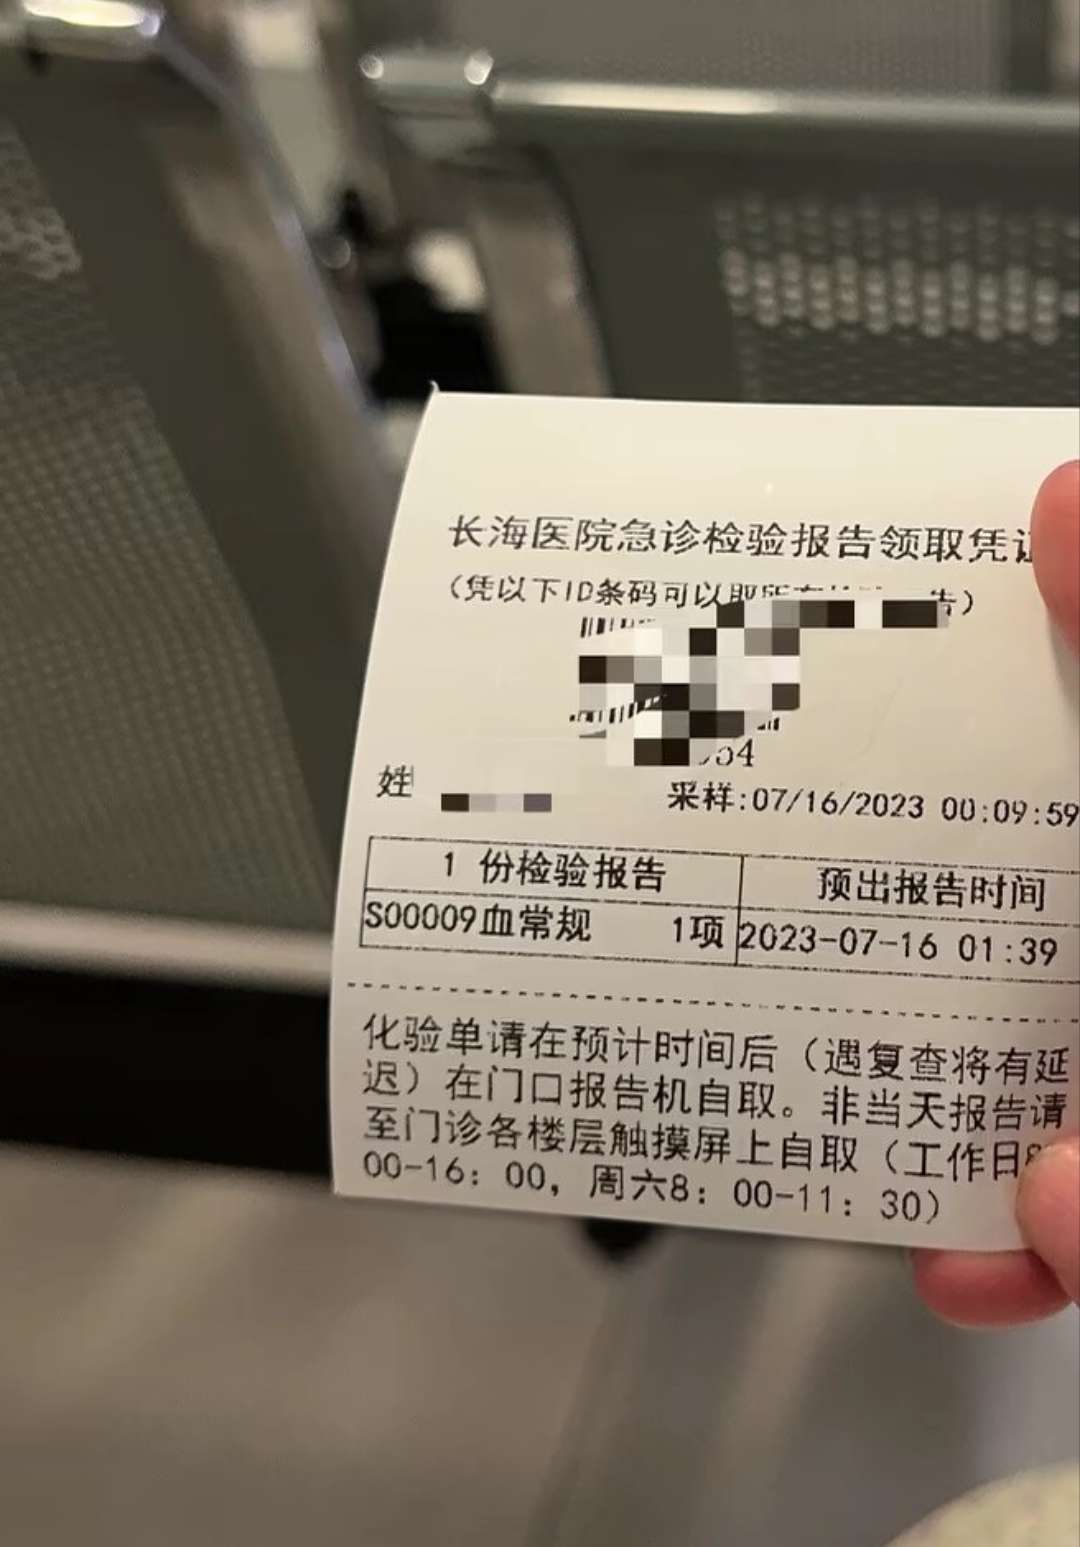 长海医院急诊检验报告领取凭
(凭以下ID条码可以取所有
告)
54
姓
采样:07/16/2023 00:09:59
1 份检验报告
预出报告时间
S00009血常规 1项
2023-07-16 01:39
化验单请在预计时间后（遇复查将有延
迟）在门口报告机自取。非当天报告请
至门诊各楼层触摸屏上自取（工作日8
00-16：00，周六8：00-11：30）